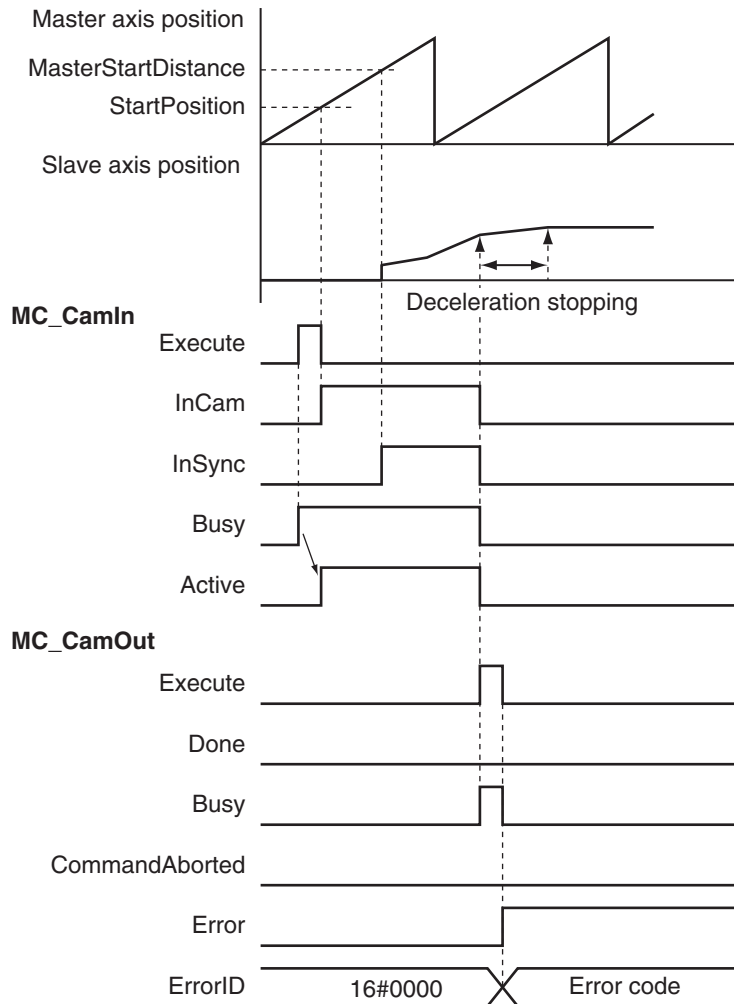 Master axis position
MasterStartDistance
StartPosition
Slave axis position
Deceleration stopping
MC_CamIn
Execute
InCam
InSync
Busy
Active
MC_CamOut
Execute
Done
Busy
CommandAborted
Error
ErrorID 16#0000 Error code